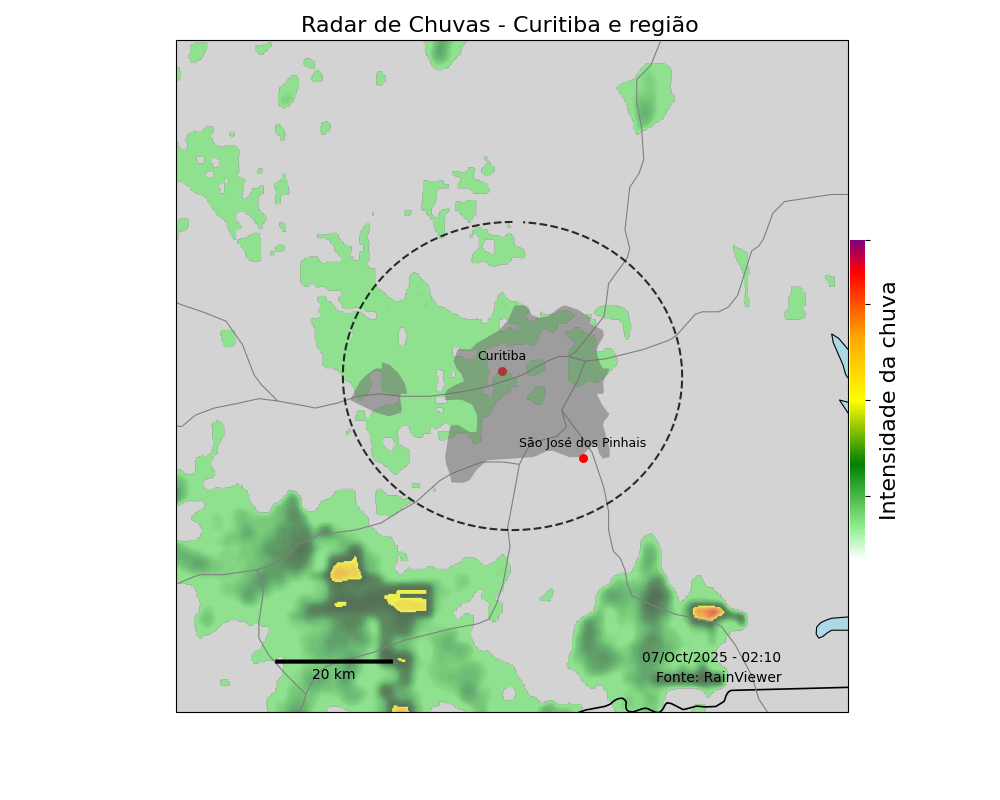 Radar de Chuvas - Curitiba e região
Curitiba
São José dos Pinhais
Intensidade da chuva
20 km
07/Oct/2025 - 02:10
Fonte: RainViewer